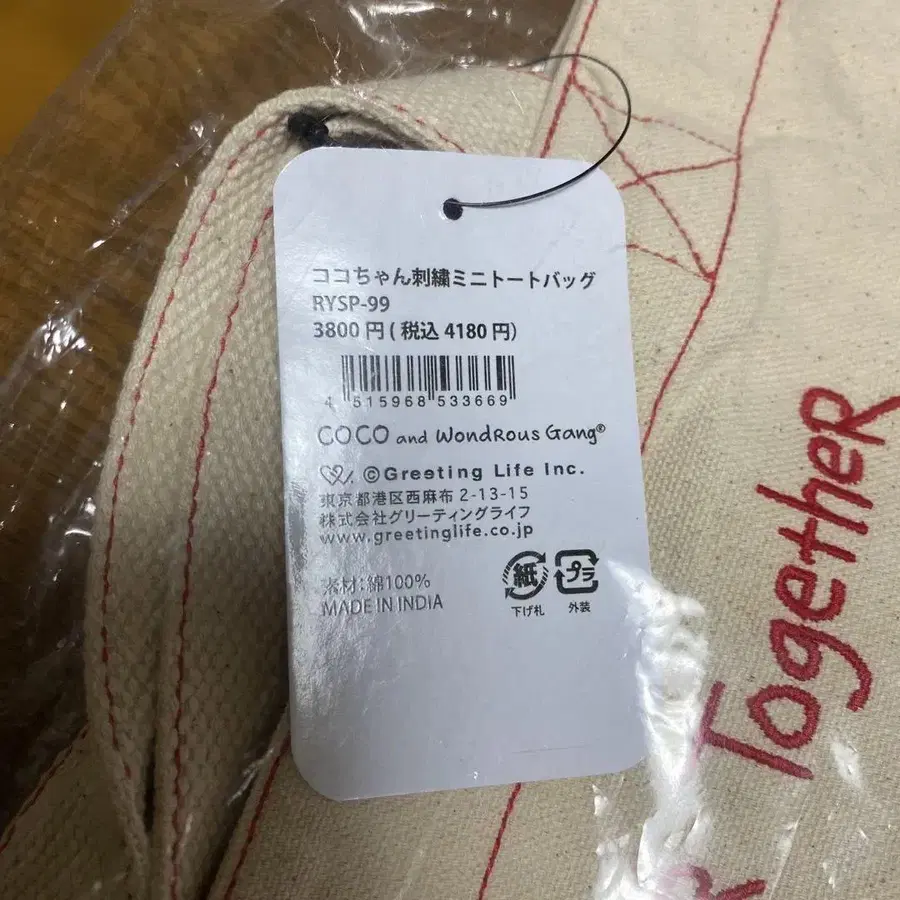 ココちゃん刺繍ミニトートバッグ
RYSP-99
3800円(税込4180円)
4 515968 533669
COCO and WondRous Gang®
©Greeting Life Inc.
東京都港区西麻布 2-13-15
株式会社グリーティングライフ
www.greetinglife.co.jp
素材:綿100%
MADE IN INDIA
紙
下げ札
プラ
外装
TogetheR